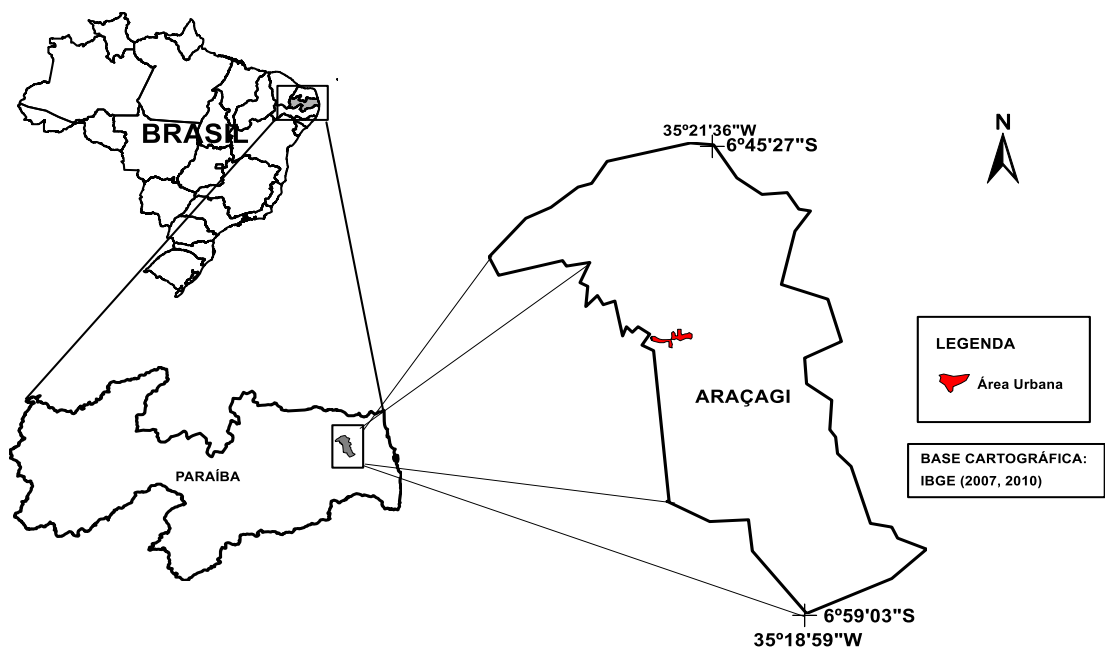 BRASIL
35º21'36"W
6º45'27"S
N
LEGENDA
Área Urbana
ARAÇAGI
BASE CARTOGRÁFICA:
IBGE (2007, 2010)
PARAÍBA
6º59'03"S
35º18'59"W